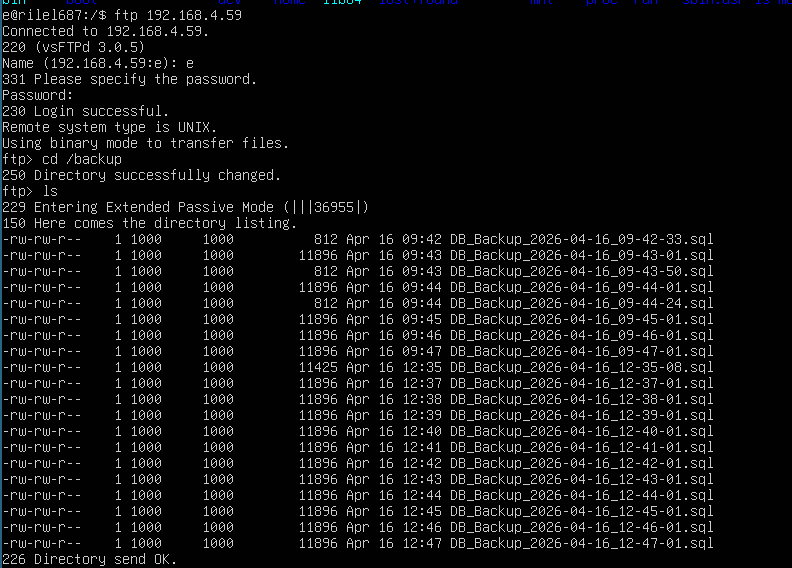 e@rilel687:/$ ftp 192.168.4.59
Connected to 192.168.4.59.
220 (vsFTPd 3.0.5)
Name (192.168.4.59:e): e
331 Please specify the password.
Password:
230 Login successful.
Remote system type is UNIX.
Using binary mode to transfer files.
ftp> cd /backup
250 Directory successfully changed.
ftp> ls
229 Entering Extended Passive Mode (|||36955|)
150 Here comes the directory listing.
-rw-rw-r--    1 1000     1000          812 Apr 16 09:42 DB_Backup_2026-04-16_09-42-33.sql
-rw-rw-r--    1 1000     1000        11896 Apr 16 09:43 DB_Backup_2026-04-16_09-43-01.sql
-rw-rw-r--    1 1000     1000          812 Apr 16 09:43 DB_Backup_2026-04-16_09-43-50.sql
-rw-rw-r--    1 1000     1000        11896 Apr 16 09:44 DB_Backup_2026-04-16_09-44-01.sql
-rw-rw-r--    1 1000     1000          812 Apr 16 09:44 DB_Backup_2026-04-16_09-44-24.sql
-rw-rw-r--    1 1000     1000        11896 Apr 16 09:45 DB_Backup_2026-04-16_09-45-01.sql
-rw-rw-r--    1 1000     1000        11896 Apr 16 09:46 DB_Backup_2026-04-16_09-46-01.sql
-rw-rw-r--    1 1000     1000        11896 Apr 16 09:47 DB_Backup_2026-04-16_09-47-01.sql
-rw-rw-r--    1 1000     1000        11425 Apr 16 12:35 DB_Backup_2026-04-16_12-35-08.sql
-rw-rw-r--    1 1000     1000        11896 Apr 16 12:37 DB_Backup_2026-04-16_12-37-01.sql
-rw-rw-r--    1 1000     1000        11896 Apr 16 12:38 DB_Backup_2026-04-16_12-38-01.sql
-rw-rw-r--    1 1000     1000        11896 Apr 16 12:39 DB_Backup_2026-04-16_12-39-01.sql
-rw-rw-r--    1 1000     1000        11896 Apr 16 12:40 DB_Backup_2026-04-16_12-40-01.sql
-rw-rw-r--    1 1000     1000        11896 Apr 16 12:41 DB_Backup_2026-04-16_12-41-01.sql
-rw-rw-r--    1 1000     1000        11896 Apr 16 12:42 DB_Backup_2026-04-16_12-42-01.sql
-rw-rw-r--    1 1000     1000        11896 Apr 16 12:43 DB_Backup_2026-04-16_12-43-01.sql
-rw-rw-r--    1 1000     1000        11896 Apr 16 12:44 DB_Backup_2026-04-16_12-44-01.sql
-rw-rw-r--    1 1000     1000        11896 Apr 16 12:45 DB_Backup_2026-04-16_12-45-01.sql
-rw-rw-r--    1 1000     1000        11896 Apr 16 12:46 DB_Backup_2026-04-16_12-46-01.sql
-rw-rw-r--    1 1000     1000        11896 Apr 16 12:47 DB_Backup_2026-04-16_12-47-01.sql
226 Directory send OK.